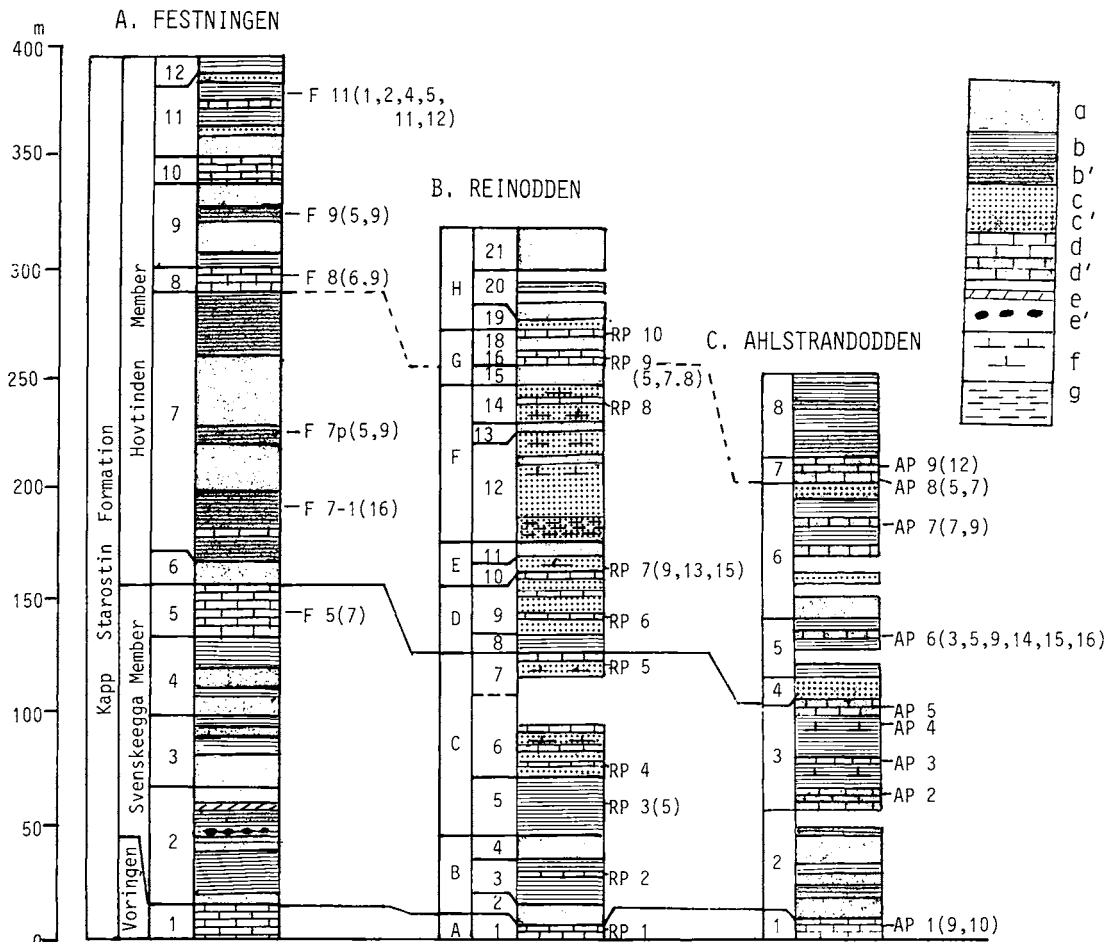 A. FESTNINGEN
m
400
350
300
250
200
150
100
50
0
Kapp Starostin Formation
Hovtinden Member
Svenskeegga Member
Voringen
12
11
10
9
8
7
6
5
4
3
2
1
F 11(1,2,4,5,
11,12)
F 9(5,9)
F 8(6.9)
F 7p(5,9)
F 7-1(16)
F 5(7)
B. REINODDEN
H
G
F
E
D
C
B
A
21
20
19
18
16
15
14
13
12
11
10
9
8
7
6
5
4
3
2
1
RP 10
RP 9
(5,7.8)
RP 8
RP 7(9,13,15)
RP 6
RP 5
RP 4
RP 3(5)
RP 2
RP 1
C. AHLSTRANDODDEN
8
7
6
5
4
3
2
1
AP 9(12)
AP 8(5,7)
AP 7(7,9)
AP 6(3,5,9,14,15,16)
AP 5
AP 4
AP 3
AP 2
AP 1(9,10)
a
b
b'
c
c'
d
d'
e
e'
f
g